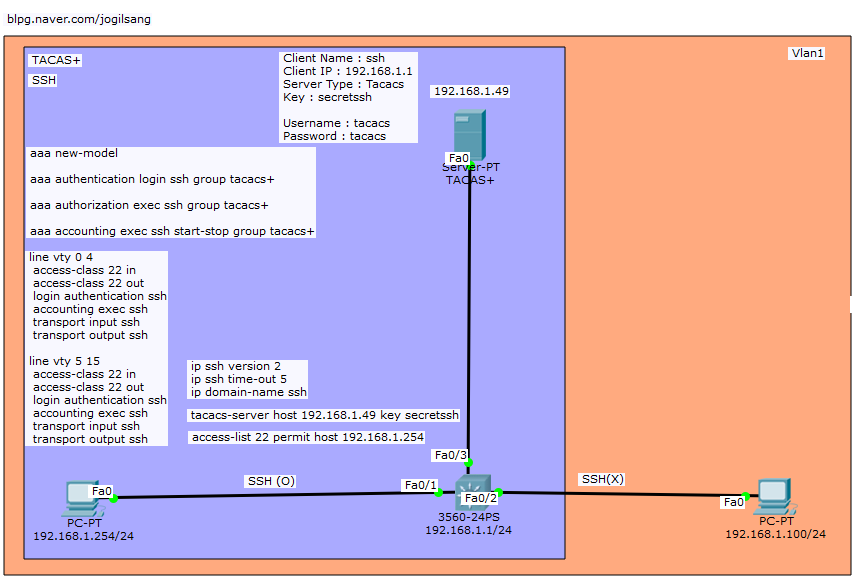 blpg.naver.com/jogilsang
Vlan1
TACAS+
SSH
Client Name : ssh
Client IP : 192.168.1.1
Server Type : Tacacs
Key : secretssh
Username : tacacs
Password : tacacs
192.168.1.49
Fa0
Server-PT
TACAS+
aaa new-model
aaa authentication login ssh group tacacs+
aaa authorization exec ssh group tacacs+
aaa accounting exec ssh start-stop group tacacs+
line vty 0 4
access-class 22 in
access-class 22 out
login authentication ssh
accounting exec ssh
transport input ssh
transport output ssh
line vty 5 15
access-class 22 in
access-class 22 out
login authentication ssh
accounting exec ssh
transport input ssh
transport output ssh
ip ssh version 2
ip ssh time-out 5
ip domain-name ssh
tacacs-server host 192.168.1.49 key secretssh
access-list 22 permit host 192.168.1.254
Fa0/3
SSH (O)
SSH(X)
Fa0
Fa0/1
Fa0/2
Fa0
PC-PT
192.168.1.254/24
3560-24PS
192.168.1.1/24
PC-PT
192.168.1.100/24